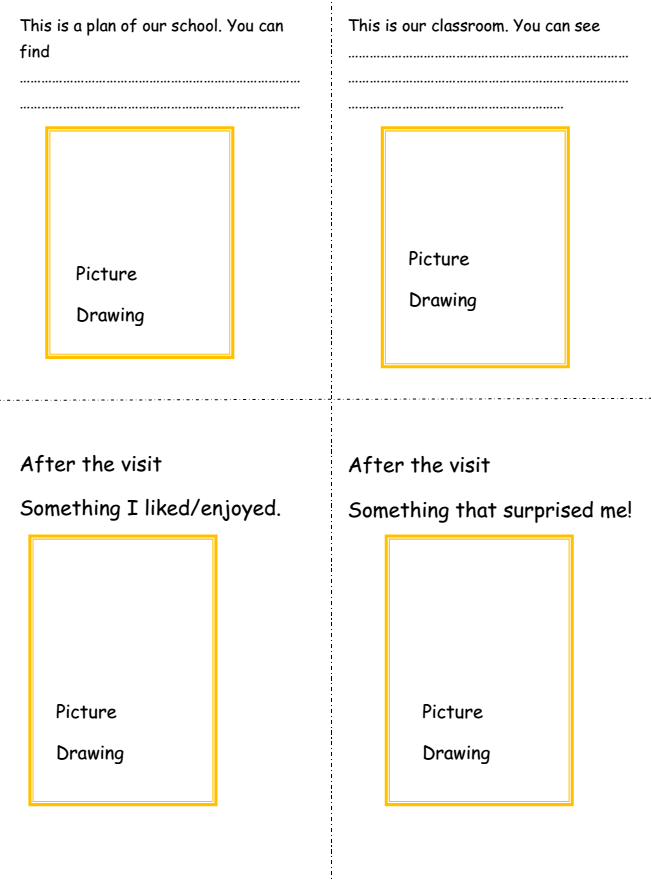 This is a plan of our school. You can
find
……………………………………………………………………
……………………………………………………………………
Picture
Drawing
This is our classroom. You can see
……………………………………………………………………
……………………………………………………………………
……………………………………………………
Picture
Drawing
After the visit
Something I liked/enjoyed.
Picture
Drawing
After the visit
Something that surprised me!
Picture
Drawing